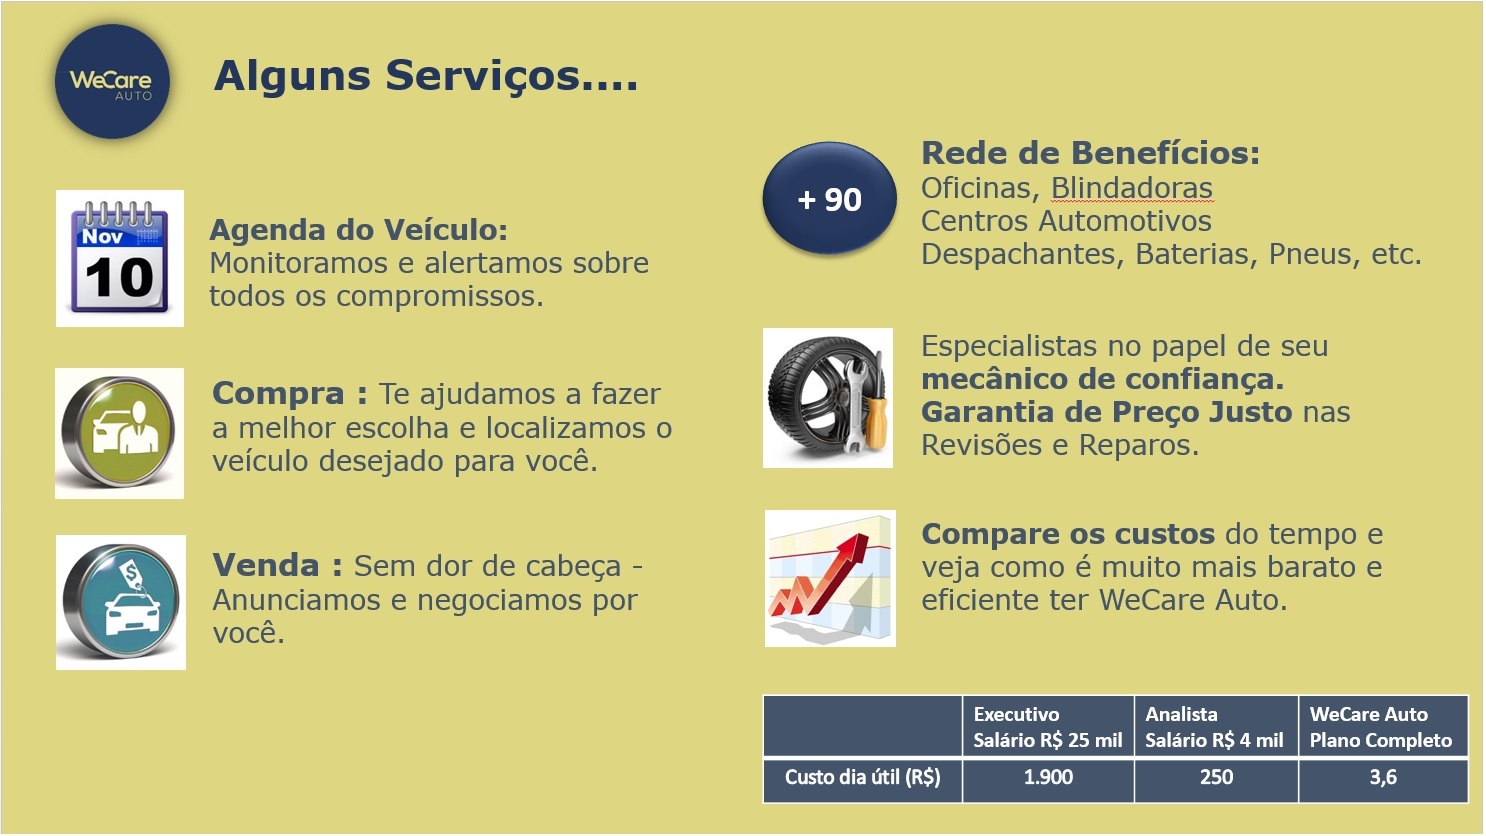 WeCare
AUTO
Alguns Serviços....
Nov
10
Agenda do Veículo:
Monitoramos e alertamos sobre
todos os compromissos.
Compra : Te ajudamos a fazer
a melhor escolha e localizamos o
veículo desejado para você.
$
Venda : Sem dor de cabeça -
Anunciamos e negociamos por
você.
+ 90
Rede de Benefícios:
Oficinas, Blindadoras
Centros Automotivos
Despachantes, Baterias, Pneus, etc.
Especialistas no papel de seu
mecânico de confiança.
Garantia de Preço Justo nas
Revisões e Reparos.
Compare os custos do tempo e
veja como é muito mais barato e
eficiente ter WeCare Auto.
Executivo
Salário R$ 25 mil
Analista
Salário R$ 4 mil
WeCare Auto
Plano Completo
Custo dia útil (R$)
1.900
250
3,6